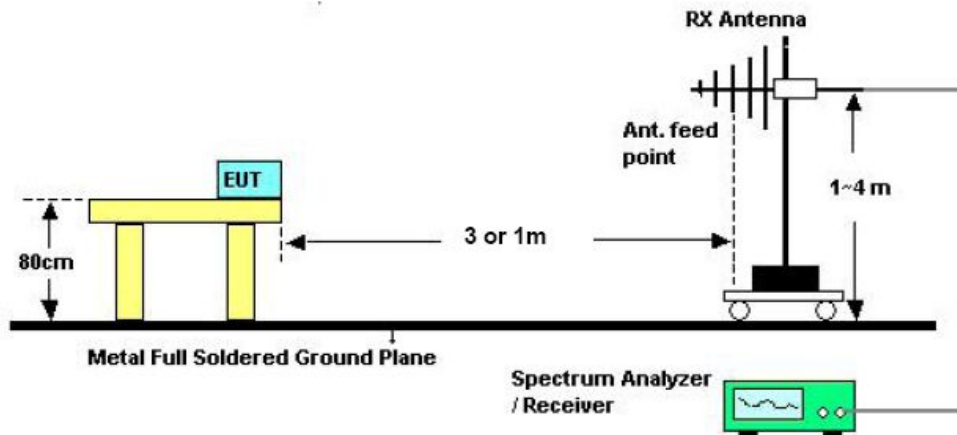 RX Antenna
Ant. feed
point
EUT
1~4 m
3 or 1m
80cm
Metal Full Soldered Ground Plane
Spectrum Analyzer
/ Receiver